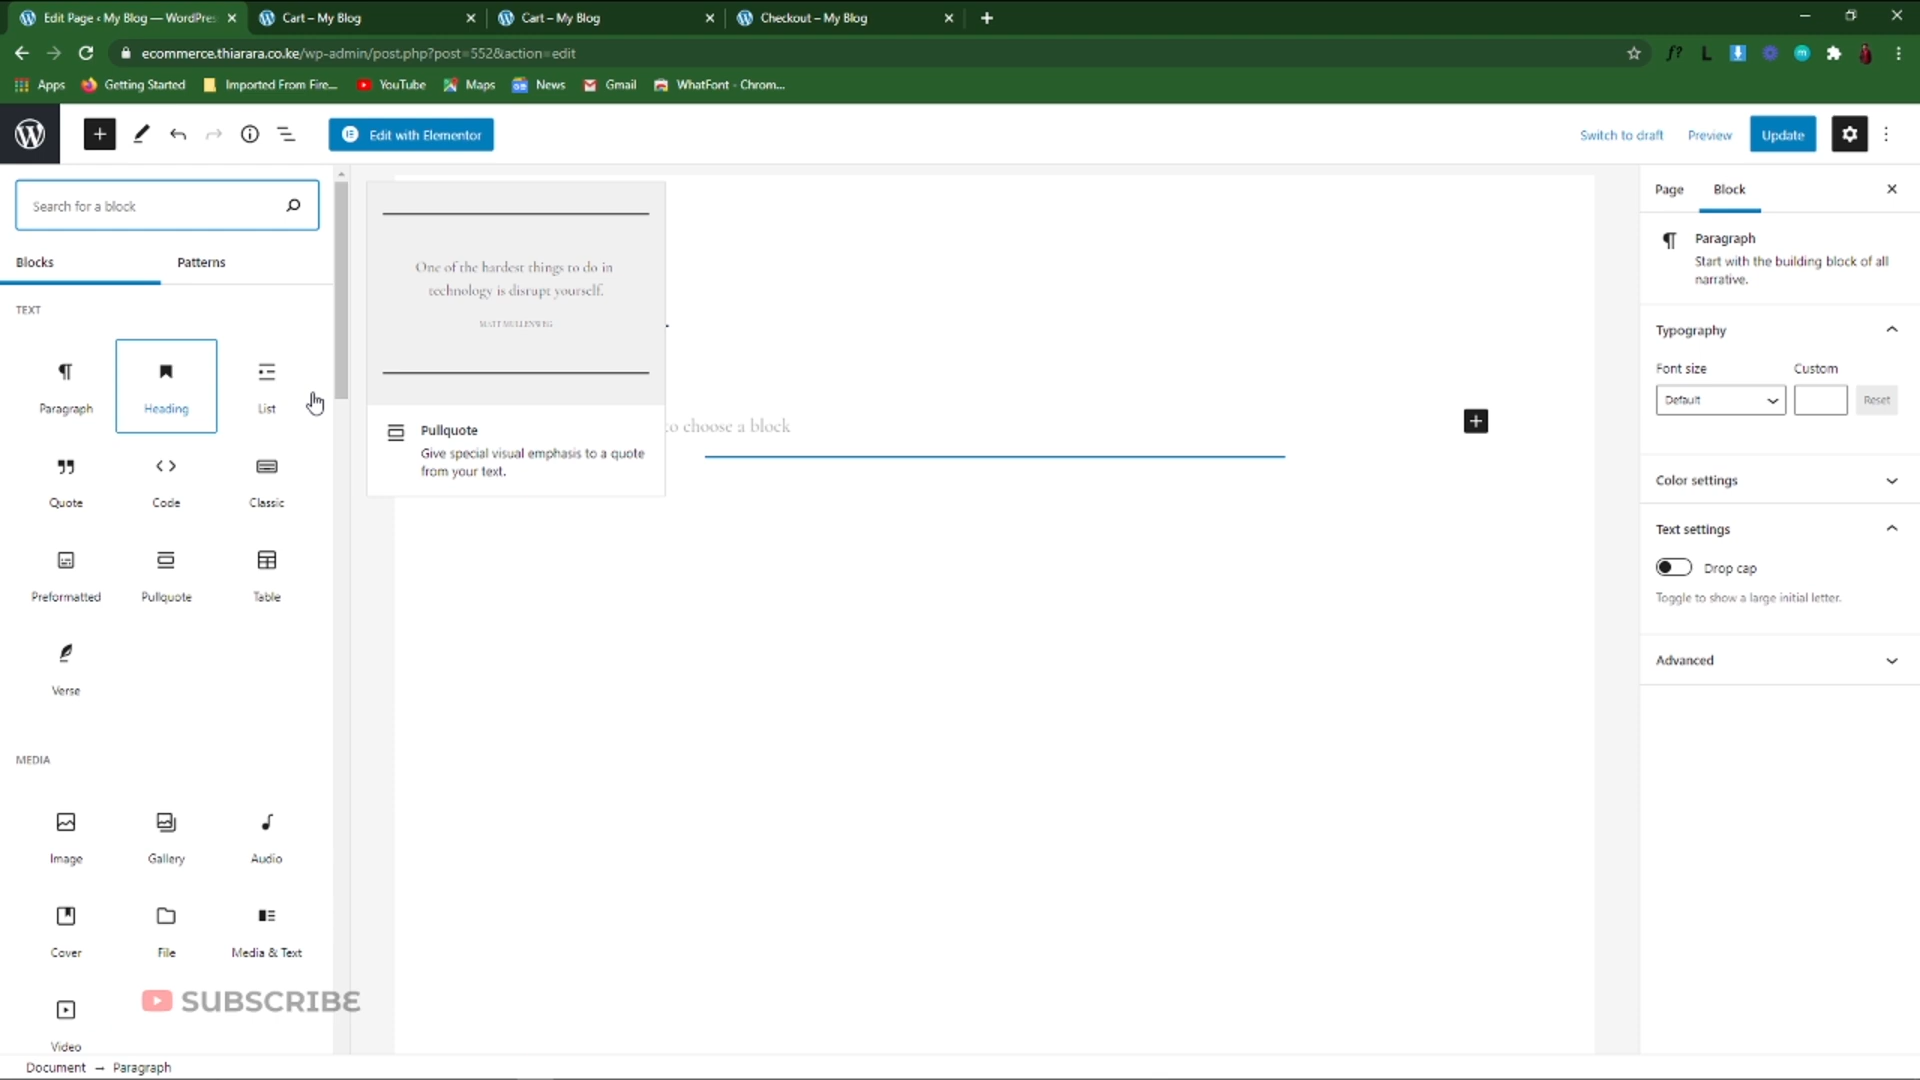 Edit Page ‹ My Blog — WordPres
Cart – My Blog
Cart – My Blog
Checkout – My Blog
ecommerce.thiarara.co.ke/wp-admin/post.php?post=552&action=edit
Apps
Getting Started
Imported From Fire...
YouTube
Maps
News
Gmail
WhatFont - Chrom...
Edit with Elementor
Switch to draft
Preview
Update
Search for a block
Blocks
Patterns
TEXT
Paragraph
Heading
List
Quote
Code
Classic
Preformatted
Pullquote
Table
Verse
MEDIA
Image
Gallery
Audio
Cover
File
Media & Text
Video
SUBSCRIBE
One of the hardest things to do in
technology is disrupt yourself.
MATT MULLENWEG
Pullquote
Give special visual emphasis to a quote
from your text.
to choose a block
Page
Block
Paragraph
Start with the building block of all
narrative.
Typography
Font size
Custom
Default
Reset
Color settings
Text settings
Drop cap
Toggle to show a large initial letter.
Advanced
Document → Paragraph